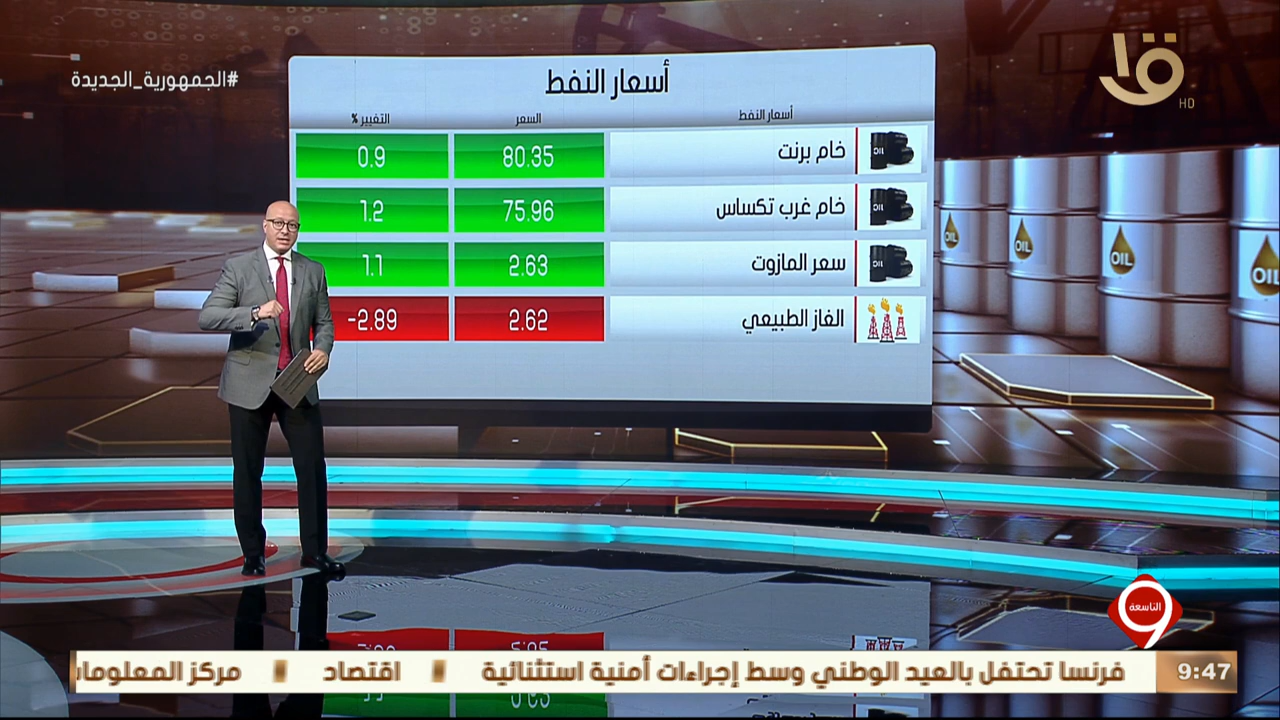 #الجمهورية_الجديدة
HD
أسعار النفط
أسعار النفط السعر التغيير %
خام برنت 80.35 0.9
خام غرب تكساس 75.96 1.2
سعر المازوت 2.63 1.1
الغاز الطبيعي 2.62 -2.89
OIL
OIL
OIL
OIL
التاسعة
9
9:47 فرنسا تحتفل بالعيد الوطني وسط إجراءات أمنية استثنائية اقتصاد مركز